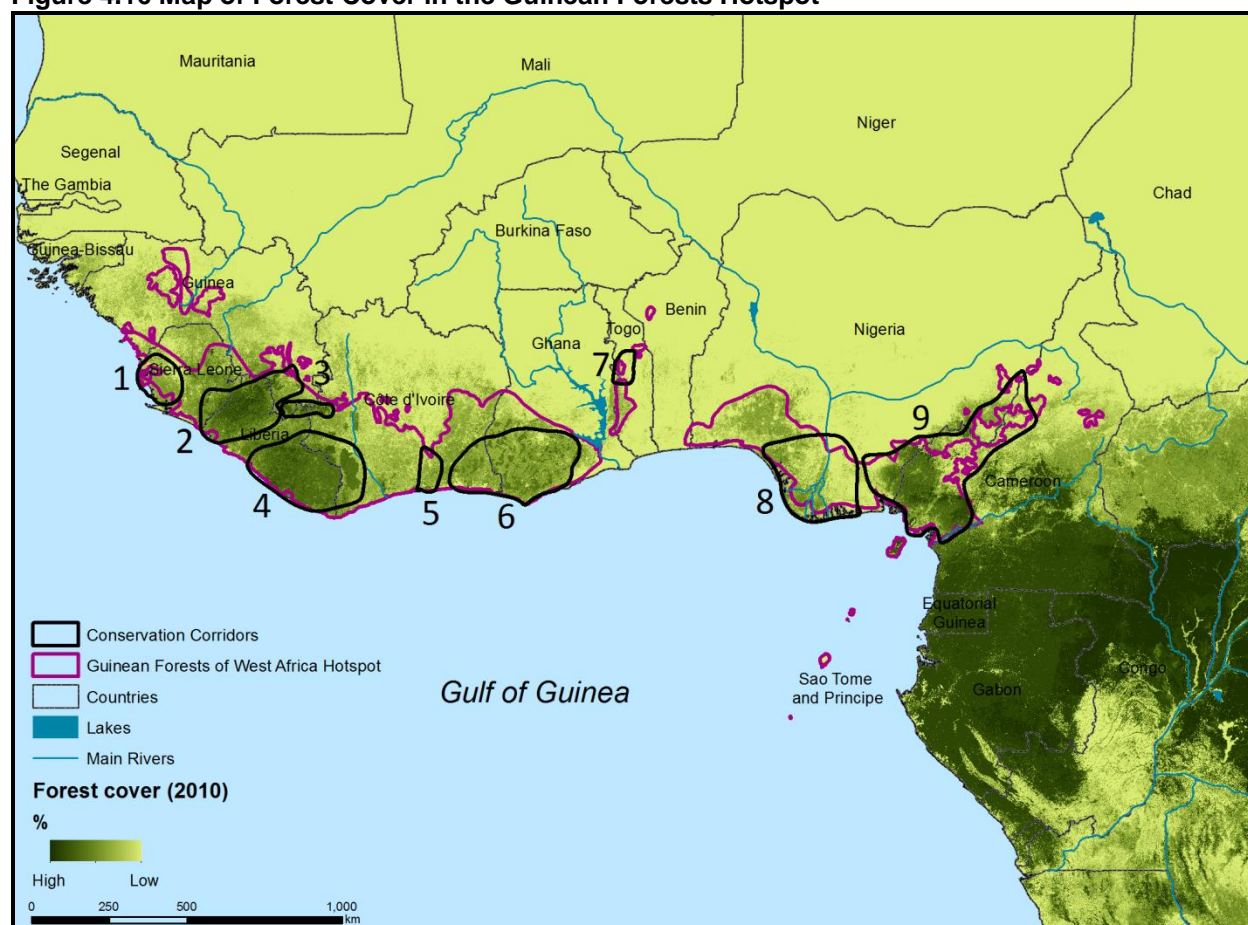 Figure 4.10 Map of Forest Cover in the Guinean Forests Hotspot
Mauritania
Mali
Niger
Chad
Segenal
The Gambia
Guinea-Bissau
Guinea
Burkina Faso
Benin
Togo
Ghana
Nigeria
Sierra Leone
Côte d'Ivoire
Liberia
Cameroon
1
2
3
4
5
6
7
8
9
Equatorial
Guinea
Sao Tome
and Principe
Gabon
Congo
Gulf of Guinea
Conservation Corridors
Guinean Forests of West Africa Hotspot
Countries
Lakes
Main Rivers
Forest cover (2010)
%
High Low
0 250 500 1,000
km